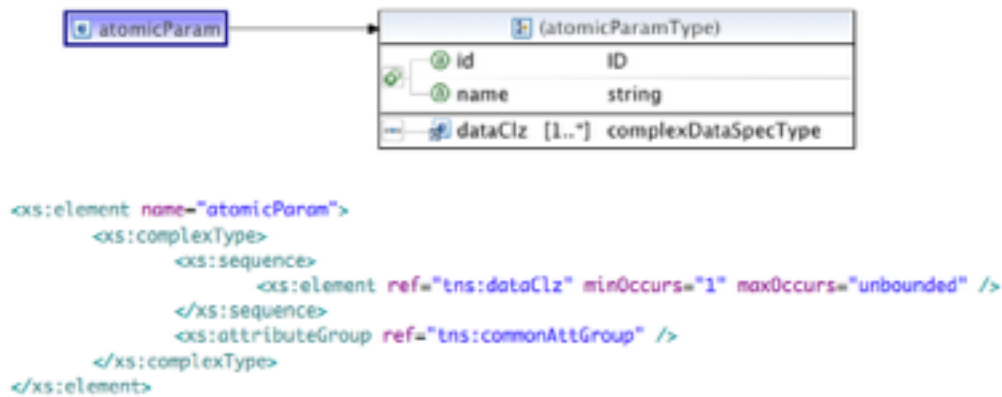 e atomicParam
(atomicParamType)
id ID
name string
dataClz [1..*] complexDataSpecType
<xs:element name="atomicParam">
<xs:complexType>
<xs:sequence>
<xs:element ref="tns:dataClz" minOccurs="1" maxOccurs="unbounded" />
</xs:sequence>
<xs:attributeGroup ref="tns:commonAttGroup" />
</xs:complexType>
</xs:element>